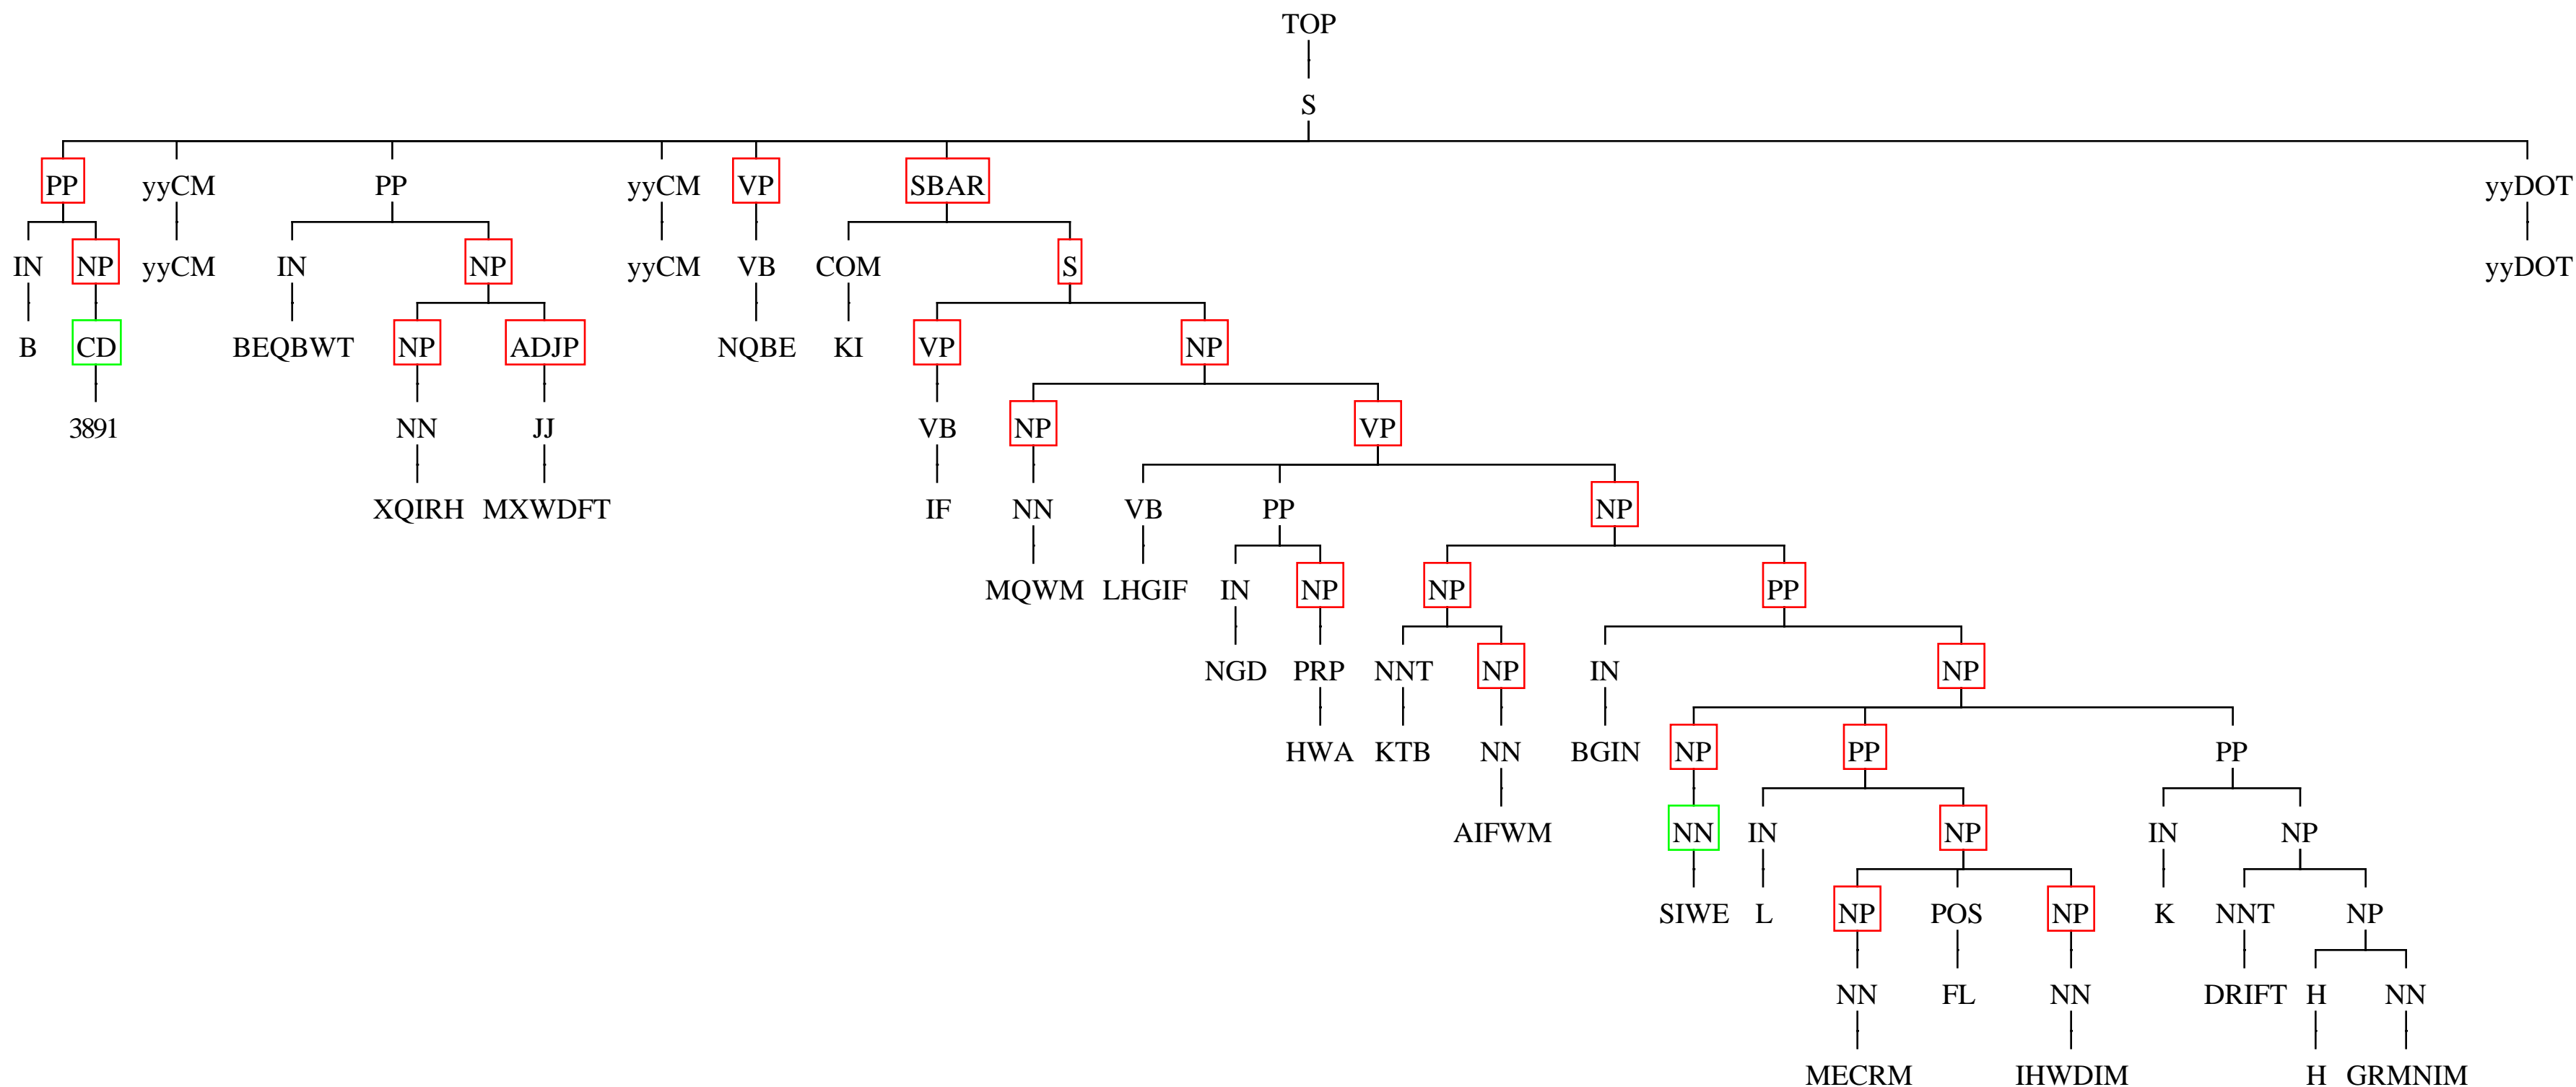 TOP
S
PP yyCM PP yyCM VP SBAR yyDOT
IN NP yyCM IN NP yyCM VB COM S yyDOT
B CD BEQBWT NP ADJP NQBE KI VP NP
3891 NN JJ VB NP VP
XQIRH MXWDFT IF NN VB PP NP
MQWM LHGIF IN NP NP PP
NGD PRP NNT NP IN NP
HWA KTB NN BGIN NP PP PP
AIFWM NN IN NP IN NP
SIWE L NP POS NP K NNT NP
NN FL NN DRIFT H NN
MECRM IHWDIM H GRMNIM